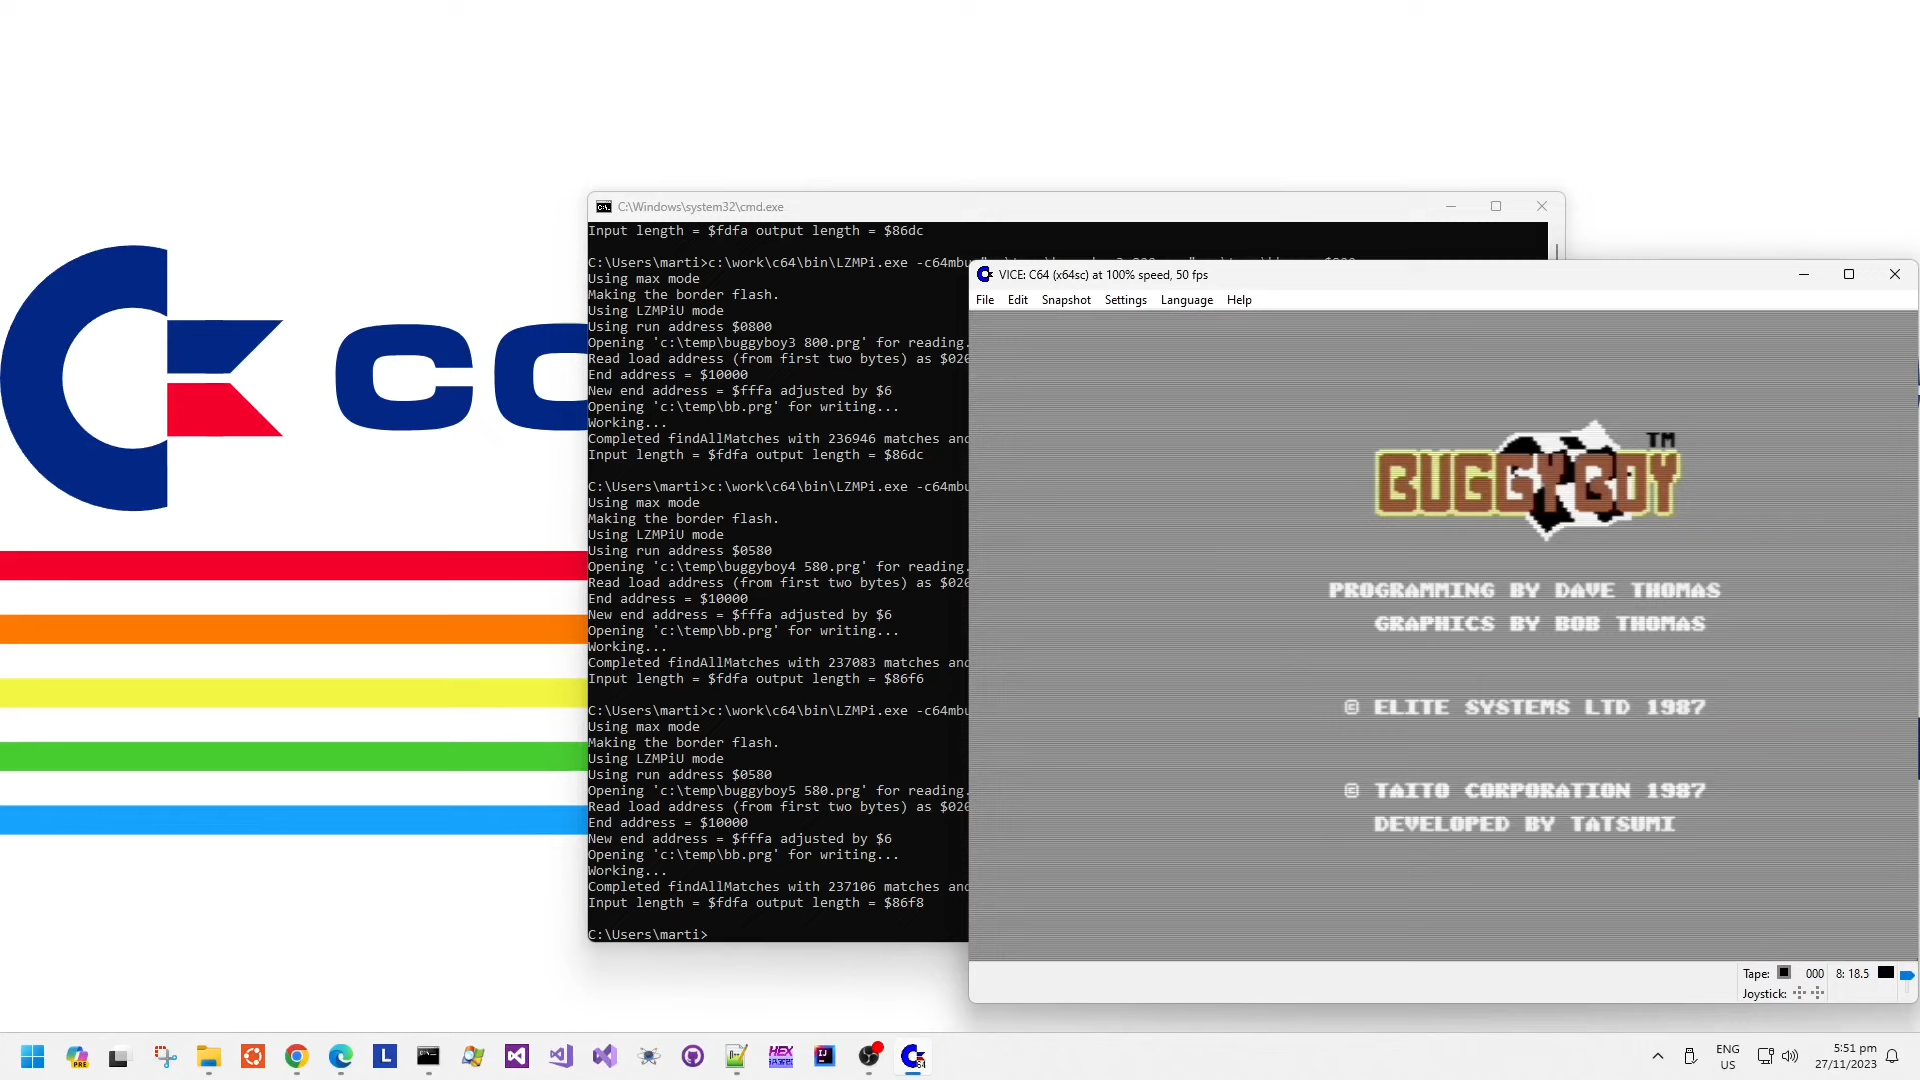 C:\Windows\system32\cmd.exe
Input length = $fdfa output length = $86dc
C:\Users\marti>c:\work\c64\bin\LZMPi.exe -c64mbu
Using max mode
Making the border flash.
Using LZMPiU mode
Using run address $0800
Opening 'c:\temp\buggyboy3 800.prg' for reading.
Read load address (from first two bytes) as $020
End address = $10000
New end address = $fffa adjusted by $6
Opening 'c:\temp\bb.prg' for writing...
Working...
Completed findAllMatches with 236946 matches and
Input length = $fdfa output length = $86dc
C:\Users\marti>c:\work\c64\bin\LZMPi.exe -c64mbu
Using max mode
Making the border flash.
Using LZMPiU mode
Using run address $0580
Opening 'c:\temp\buggyboy4 580.prg' for reading.
Read load address (from first two bytes) as $020
End address = $10000
New end address = $fffa adjusted by $6
Opening 'c:\temp\bb.prg' for writing...
Working...
Completed findAllMatches with 237083 matches and
Input length = $fdfa output length = $86f6
C:\Users\marti>c:\work\c64\bin\LZMPi.exe -c64mbu
Using max mode
Making the border flash.
Using LZMPiU mode
Using run address $0580
Opening 'c:\temp\buggyboy5 580.prg' for reading.
Read load address (from first two bytes) as $020
End address = $10000
New end address = $fffa adjusted by $6
Opening 'c:\temp\bb.prg' for writing...
Working...
Completed findAllMatches with 237106 matches and
Input length = $fdfa output length = $86f8
C:\Users\marti>
VICE: C64 (x64sc) at 100% speed, 50 fps
File Edit Snapshot Settings Language Help
BUGGY BOY TM
PROGRAMMING BY DAVE THOMAS
GRAPHICS BY BOB THOMAS
© ELITE SYSTEMS LTD 1987
© TAITO CORPORATION 1987
DEVELOPED BY TATSUMI
Tape: 000 8: 18.5
Joystick:
PRE
L
HEX
IJ
64
ENG
US
5:51 pm
27/11/2023